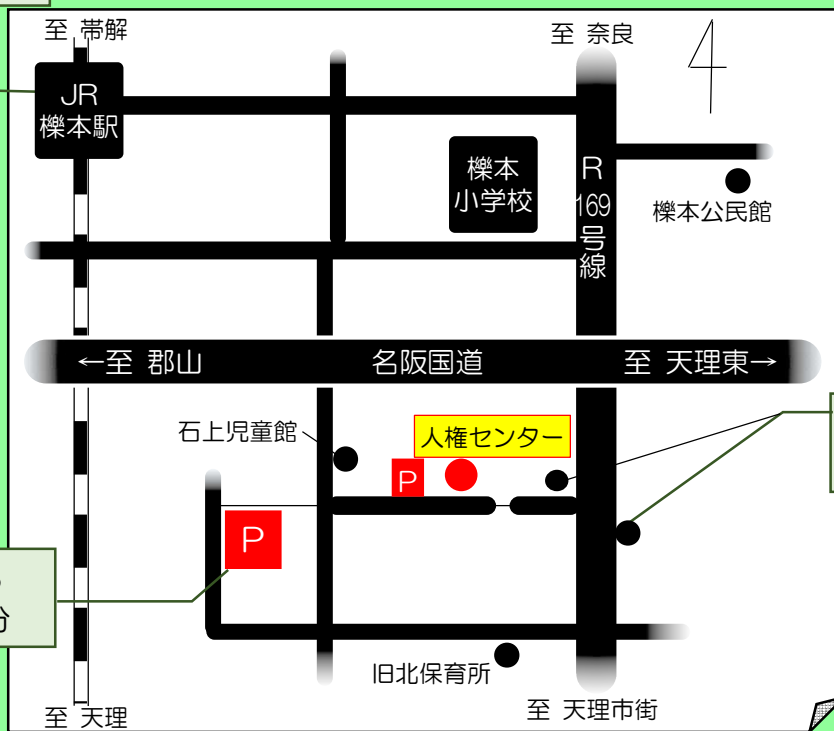 至 帯解
至 奈良
JR
櫟本駅
櫟本
小学校
R
169
号
線
櫟本公民館
←至 郡山
名阪国道
至 天理東→
石上児童館
人権センター
P
P
分
旧北保育所
至 天理
至 天理市街